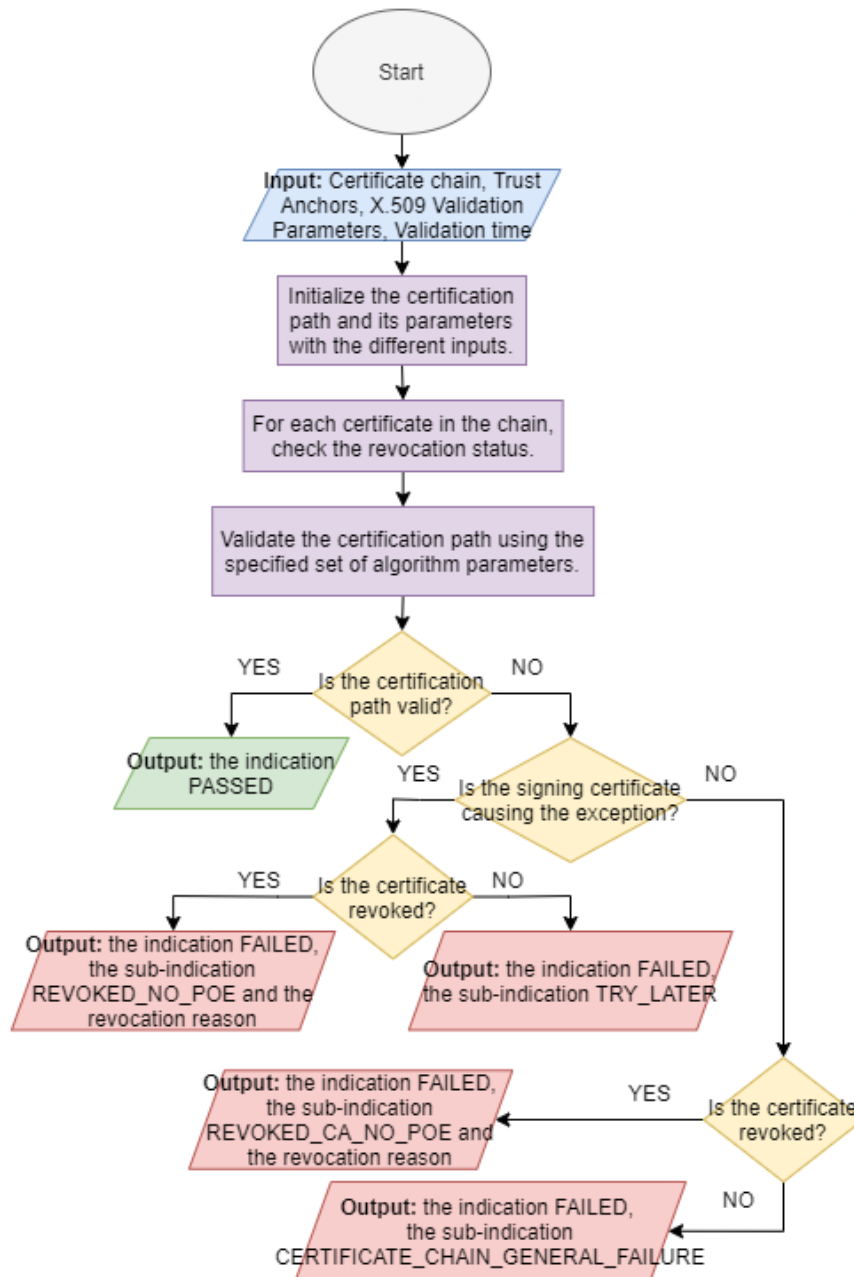 Start
Input: Certificate chain, Trust
Anchors, X.509 Validation
Parameters, Validation time
Initialize the certification
path and its parameters
with the different inputs.
For each certificate in the chain,
check the revocation status.
Validate the certification path using the
specified set of algorithm parameters.
YES
NO
Is the certification
path valid?
Output: the indication
PASSED
YES
NO
Is the signing certificate
causing the exception?
YES
NO
Is the certificate
revoked?
Output: the indication FAILED,
the sub-indication
REVOKED_NO_POE and the
revocation reason
Output: the indication FAILED,
the sub-indication TRY_LATER
Output: the indication FAILED,
the sub-indication
REVOKED_CA_NO_POE and
the revocation reason
YES
Is the certificate
revoked?
NO
Output: the indication FAILED,
the sub-indication
CERTIFICATE_CHAIN_GENERAL_FAILURE